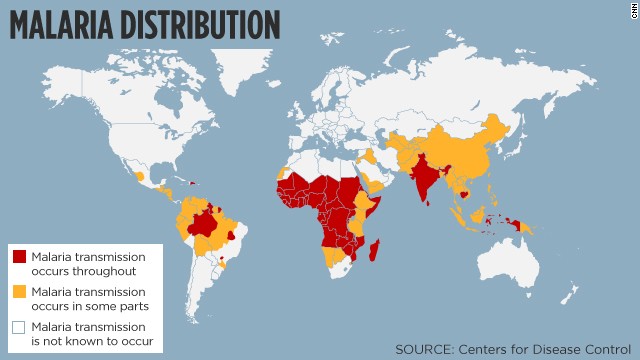 MALARIA DISTRIBUTION
CNN
Malaria transmission
occurs throughout
Malaria transmission
occurs in some parts
Malaria transmission
is not known to occur
SOURCE: Centers for Disease Control